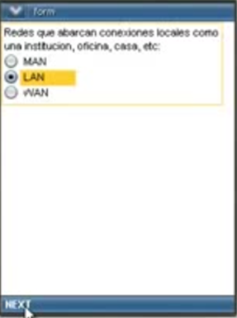 form
Redes que abarcan conexiones locales como
una institucion, oficina, casa, etc:
MAN
LAN
WAN
NEXT